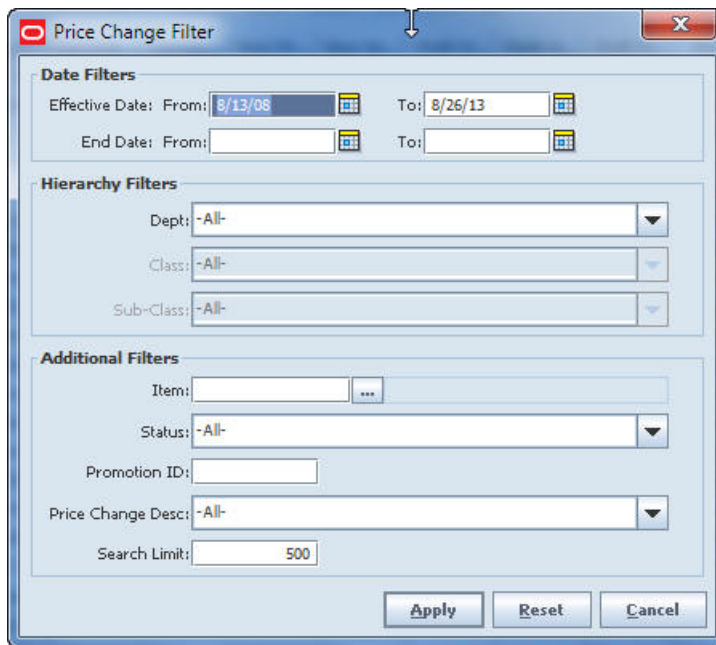 Price Change Filter
Date Filters
Effective Date: From: 8/13/08 To: 8/26/13
End Date: From: To:
Hierarchy Filters
Dept: -All-
Class: -All-
Sub-Class: -All-
Additional Filters
Item: ...
Status: -All-
Promotion ID:
Price Change Desc: -All-
Search Limit: 500
Apply Reset Cancel